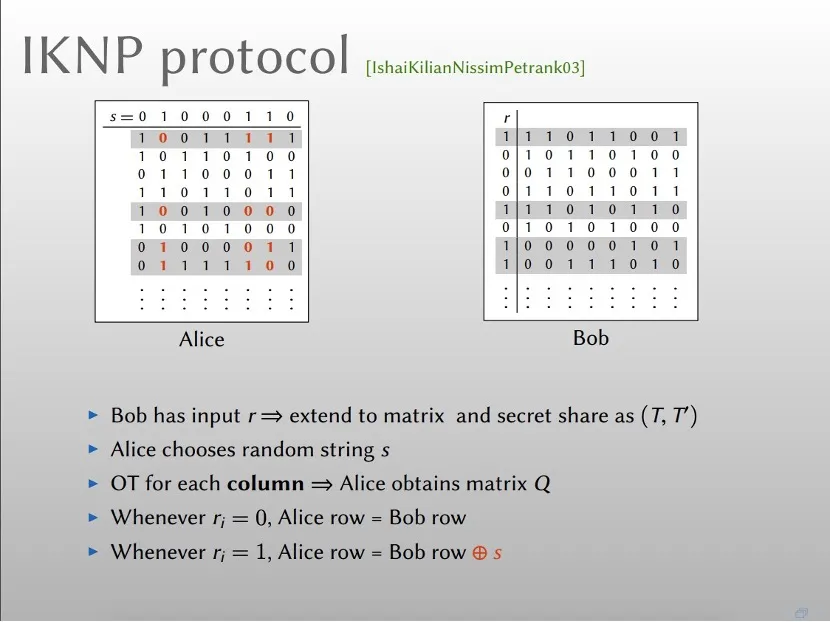 IKNP protocol [IshaiKilianNissimPetrank03]
s = 0 1 0 0 0 1 1 0
1 0 0 1 1 1 1 1
1 0 1 1 0 1 0 0
0 1 1 0 0 0 1 1
1 1 0 1 1 0 1 1
1 0 0 1 0 0 0 0
1 0 1 0 1 0 0 0
0 1 0 0 0 0 1 1
0 1 1 1 1 1 0 0
Alice
r
1 1 1 0 1 1 0 0 1
0 1 0 1 1 0 1 0 0
0 0 1 1 0 0 0 1 1
0 1 1 0 1 1 0 1 1
1 1 1 0 1 0 1 1 0
0 1 0 1 0 1 0 0 0
1 0 0 0 0 0 1 0 1
1 0 0 1 1 1 0 1 0
Bob
▶ Bob has input r ⇒ extend to matrix and secret share as (T, T′)
▶ Alice chooses random string s
▶ OT for each column ⇒ Alice obtains matrix Q
▶ Whenever rᵢ = 0, Alice row = Bob row
▶ Whenever rᵢ = 1, Alice row = Bob row ⊕ s